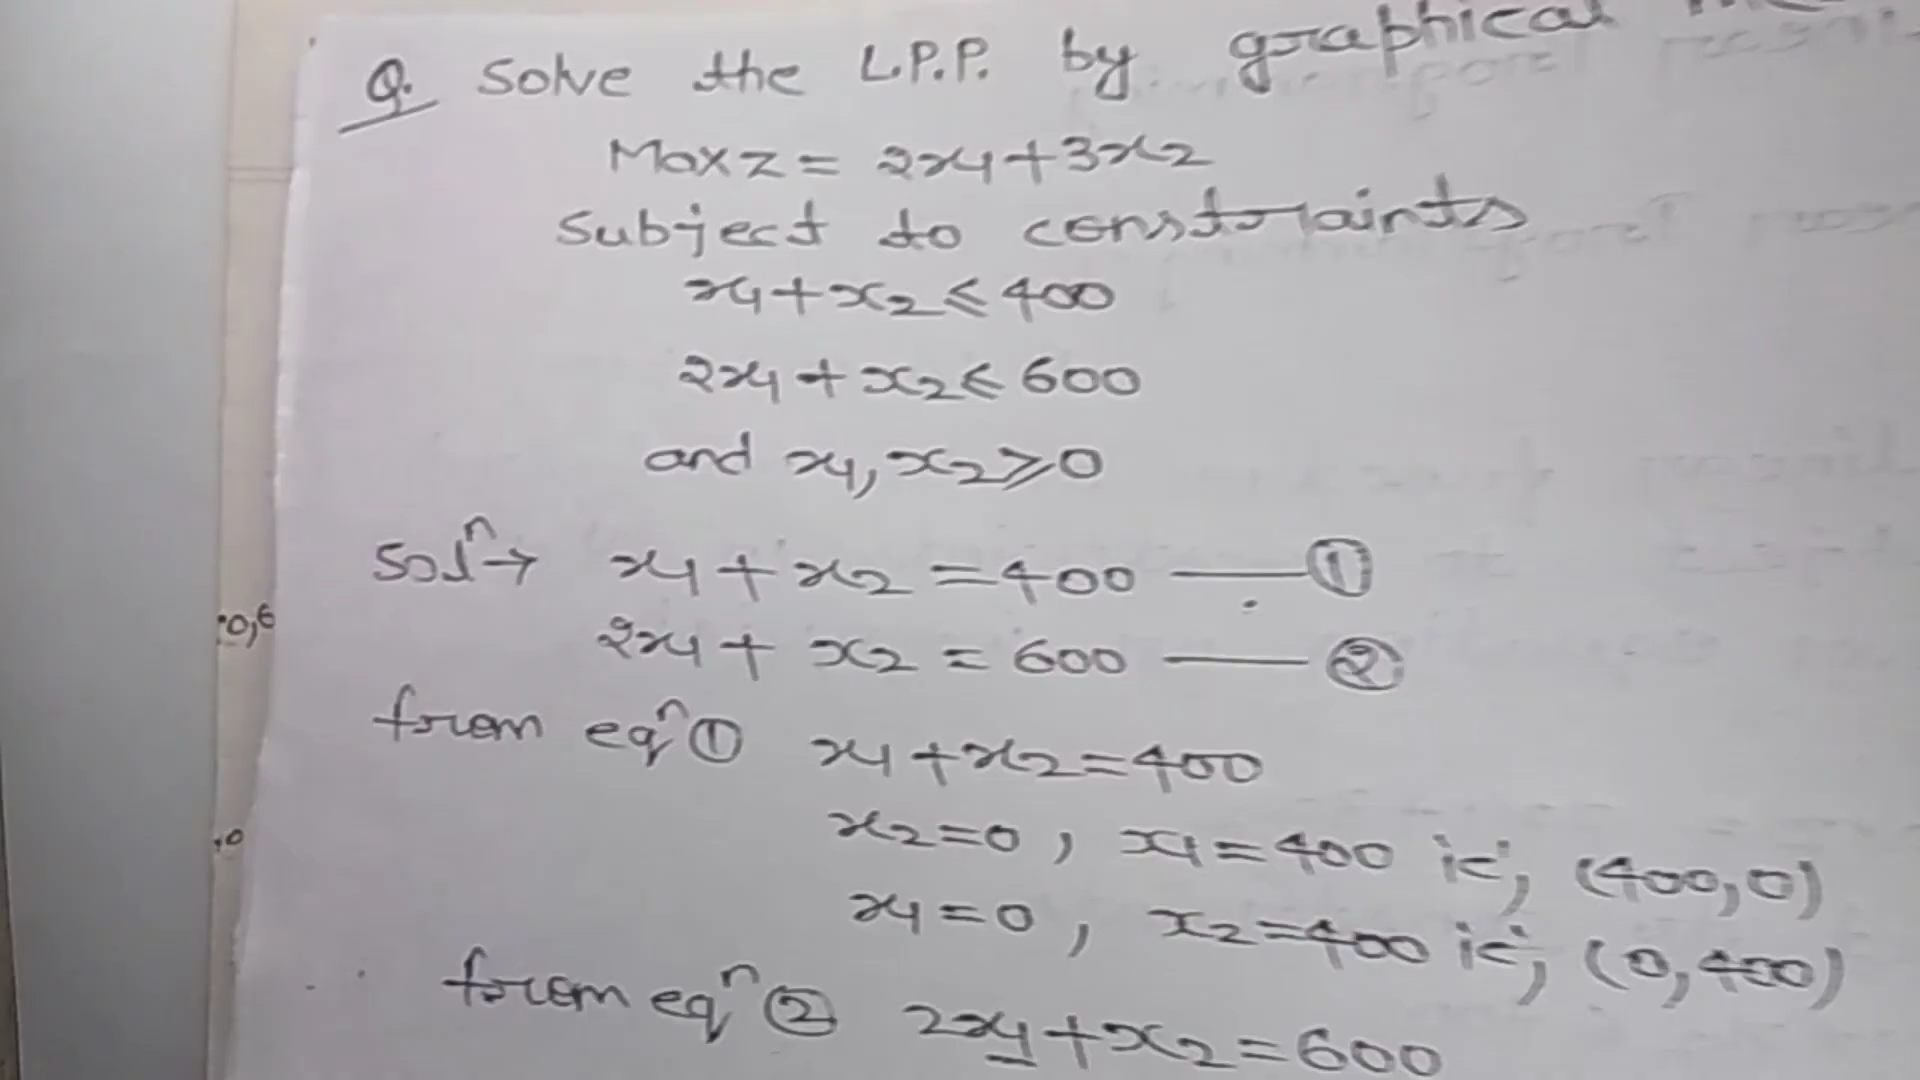 Q. Solve the L.P.P. by graphical
Max z = 2x₁ + 3x₂
Subject to constraints
x₁ + x₂ ≤ 400
2x₁ + x₂ ≤ 600
and x₁, x₂ ≥ 0
Solⁿ → x₁ + x₂ = 400 — ①
2x₁ + x₂ = 600 — ②
from eqⁿ ① x₁ + x₂ = 400
x₂ = 0, x₁ = 400 ie, (400, 0)
x₁ = 0, x₂ = 400 ie, (0, 400)
from eqⁿ ② 2x₁ + x₂ = 600